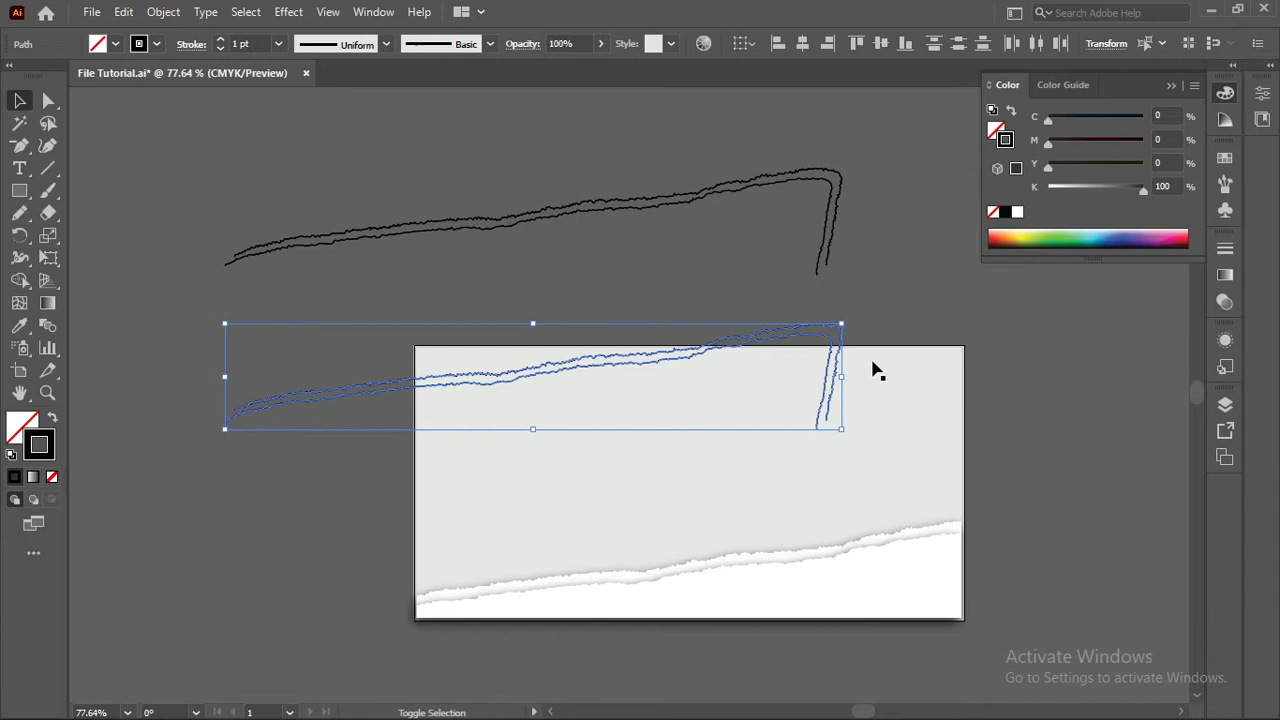 Ai File Edit Object Type Select Effect View Window Help Search Adobe Help
Path Stroke: 1 pt Uniform Basic Opacity: 100% Style: Transform
File Tutorial.ai* @ 77.64 % (CMYK/Preview)
Color Color Guide
C 0 %
M 0 %
Y 0 %
K 100 %
Activate Windows
Go to Settings to activate Windows.
77.64% 0° 1 Toggle Selection